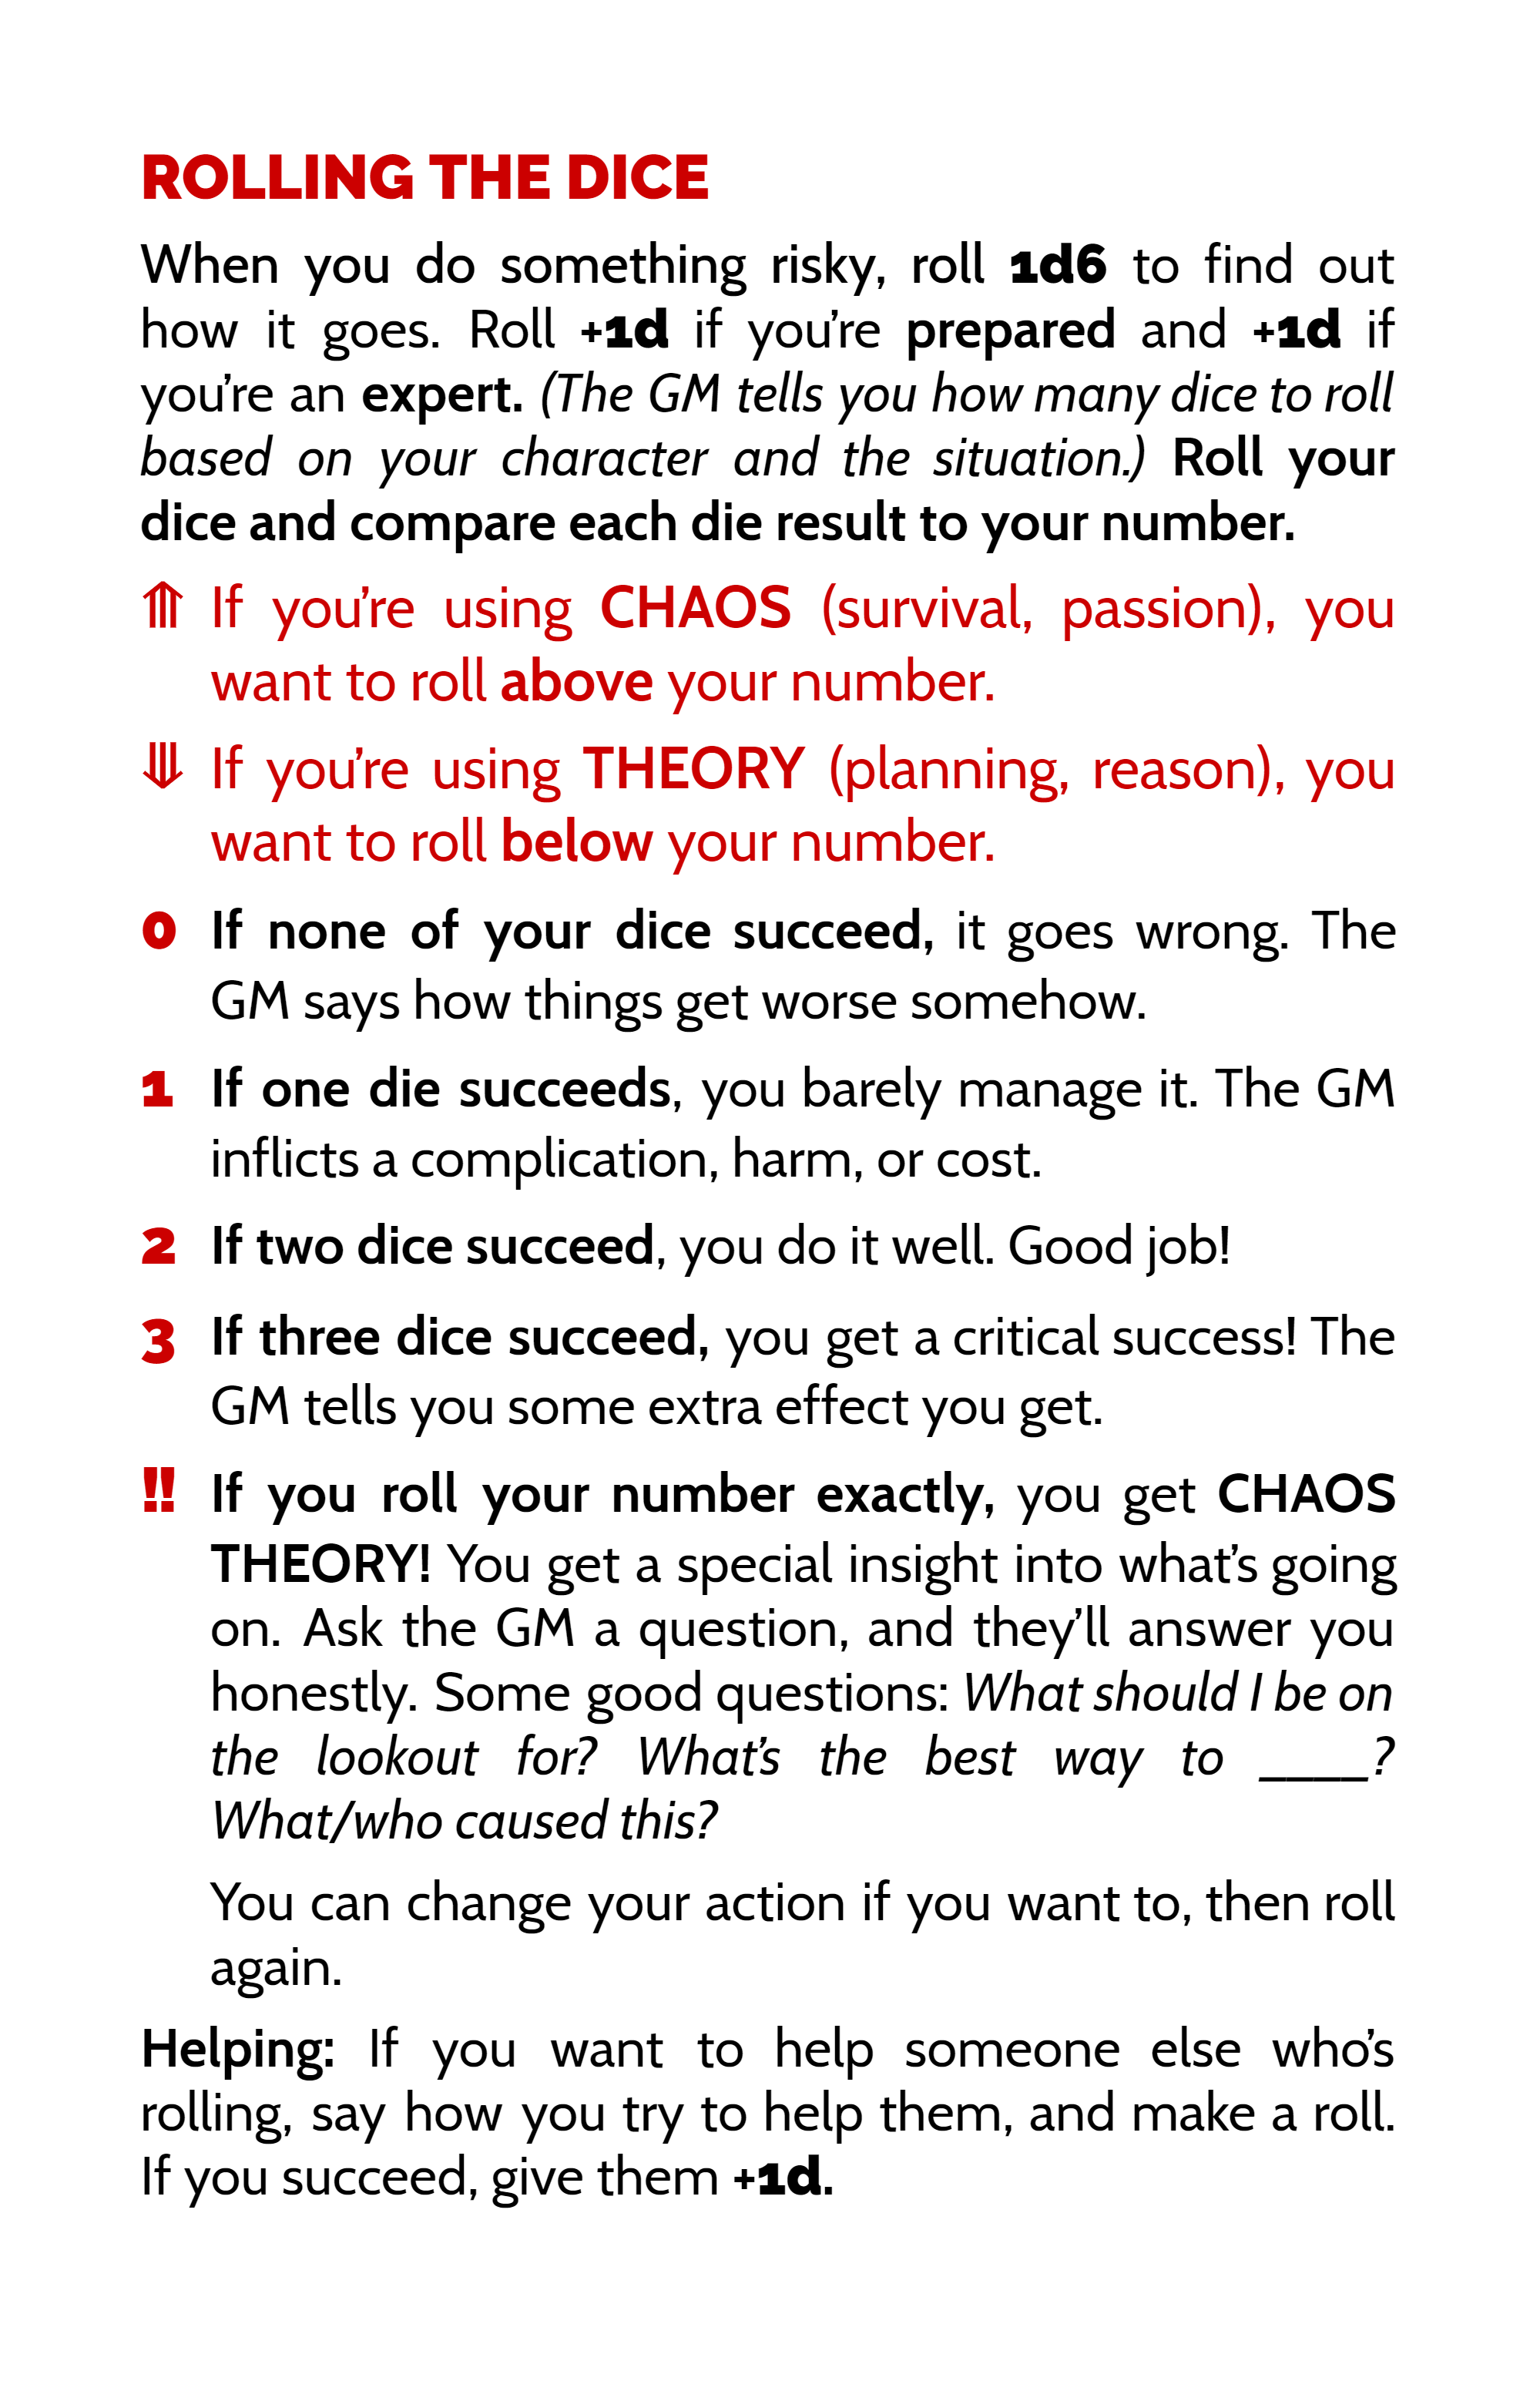 ROLLING THE DICE
When you do something risky, roll 1d6 to find out
how it goes. Roll +1d if you’re prepared and +1d if
you’re an expert. (The GM tells you how many dice to roll
based on your character and the situation.) Roll your
dice and compare each die result to your number.
⤊ If you’re using CHAOS (survival, passion), you
want to roll above your number.
⤋ If you’re using THEORY (planning, reason), you
want to roll below your number.
0 If none of your dice succeed, it goes wrong. The
GM says how things get worse somehow.
1 If one die succeeds, you barely manage it. The GM
inflicts a complication, harm, or cost.
2 If two dice succeed, you do it well. Good job!
3 If three dice succeed, you get a critical success! The
GM tells you some extra effect you get.
!! If you roll your number exactly, you get CHAOS
THEORY! You get a special insight into what’s going
on. Ask the GM a question, and they’ll answer you
honestly. Some good questions: What should I be on
the lookout for? What’s the best way to ____?
What/who caused this?
You can change your action if you want to, then roll
again.
Helping: If you want to help someone else who’s
rolling, say how you try to help them, and make a roll.
If you succeed, give them +1d.